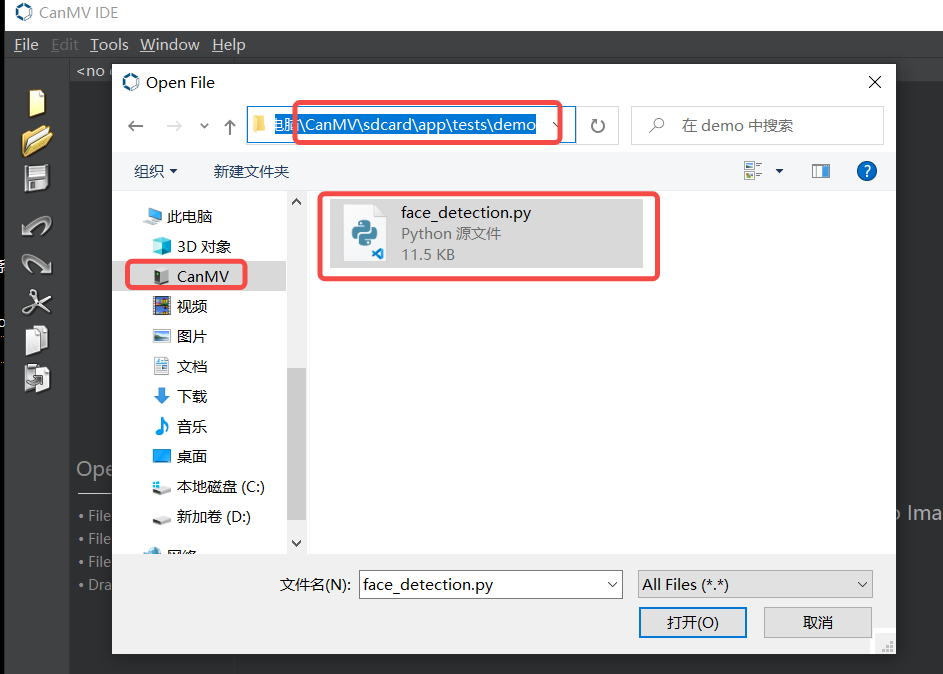 CanMV IDE
File Edit Tools Window Help
<no
Open File
电脑\CanMV\sdcard\app\tests\demo
在 demo 中搜索
组织
新建文件夹
此电脑
3D 对象
CanMV
视频
图片
文档
下载
音乐
桌面
本地磁盘 (C:)
新加卷 (D:)
网络
face_detection.py
Python 源文件
11.5 KB
Ope
• File
• File
• File
• Dra
Ima
文件名(N):
face_detection.py
All Files (*.*)
打开(O)
取消